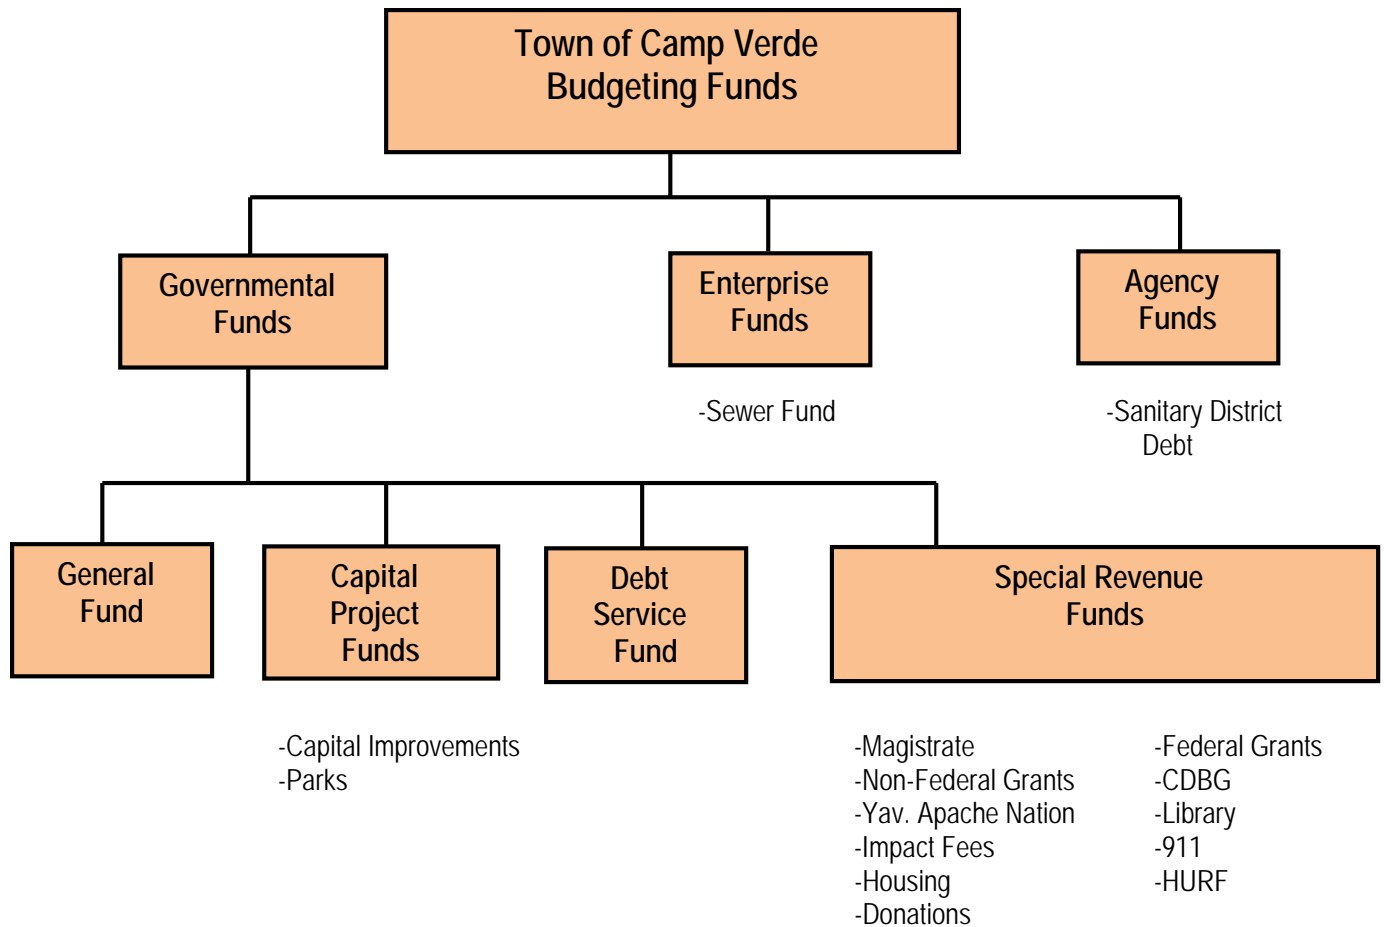 Town of Camp Verde
Budgeting Funds
Governmental
Funds
Enterprise
Funds
Agency
Funds
-Sewer Fund
-Sanitary District
Debt
General
Fund
Capital
Project
Funds
Debt
Service
Fund
Special Revenue
Funds
-Capital Improvements
-Parks
-Magistrate
-Non-Federal Grants
-Yav. Apache Nation
-Impact Fees
-Housing
-Donations
-Federal Grants
-CDBG
-Library
-911
-HURF